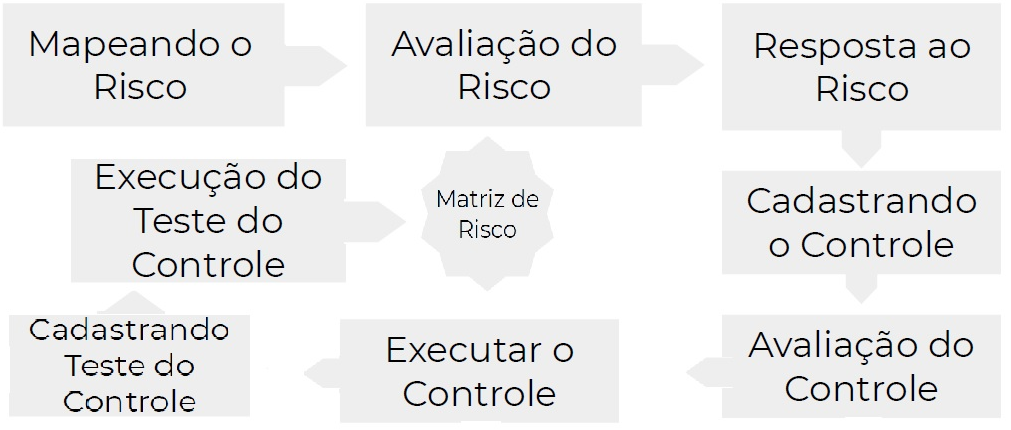 Mapeando o
Risco
Avaliação do
Risco
Resposta ao
Risco
Cadastrando
o Controle
Avaliação do
Controle
Executar o
Controle
Cadastrando
Teste do
Controle
Execução do
Teste do
Controle
Matriz de
Risco